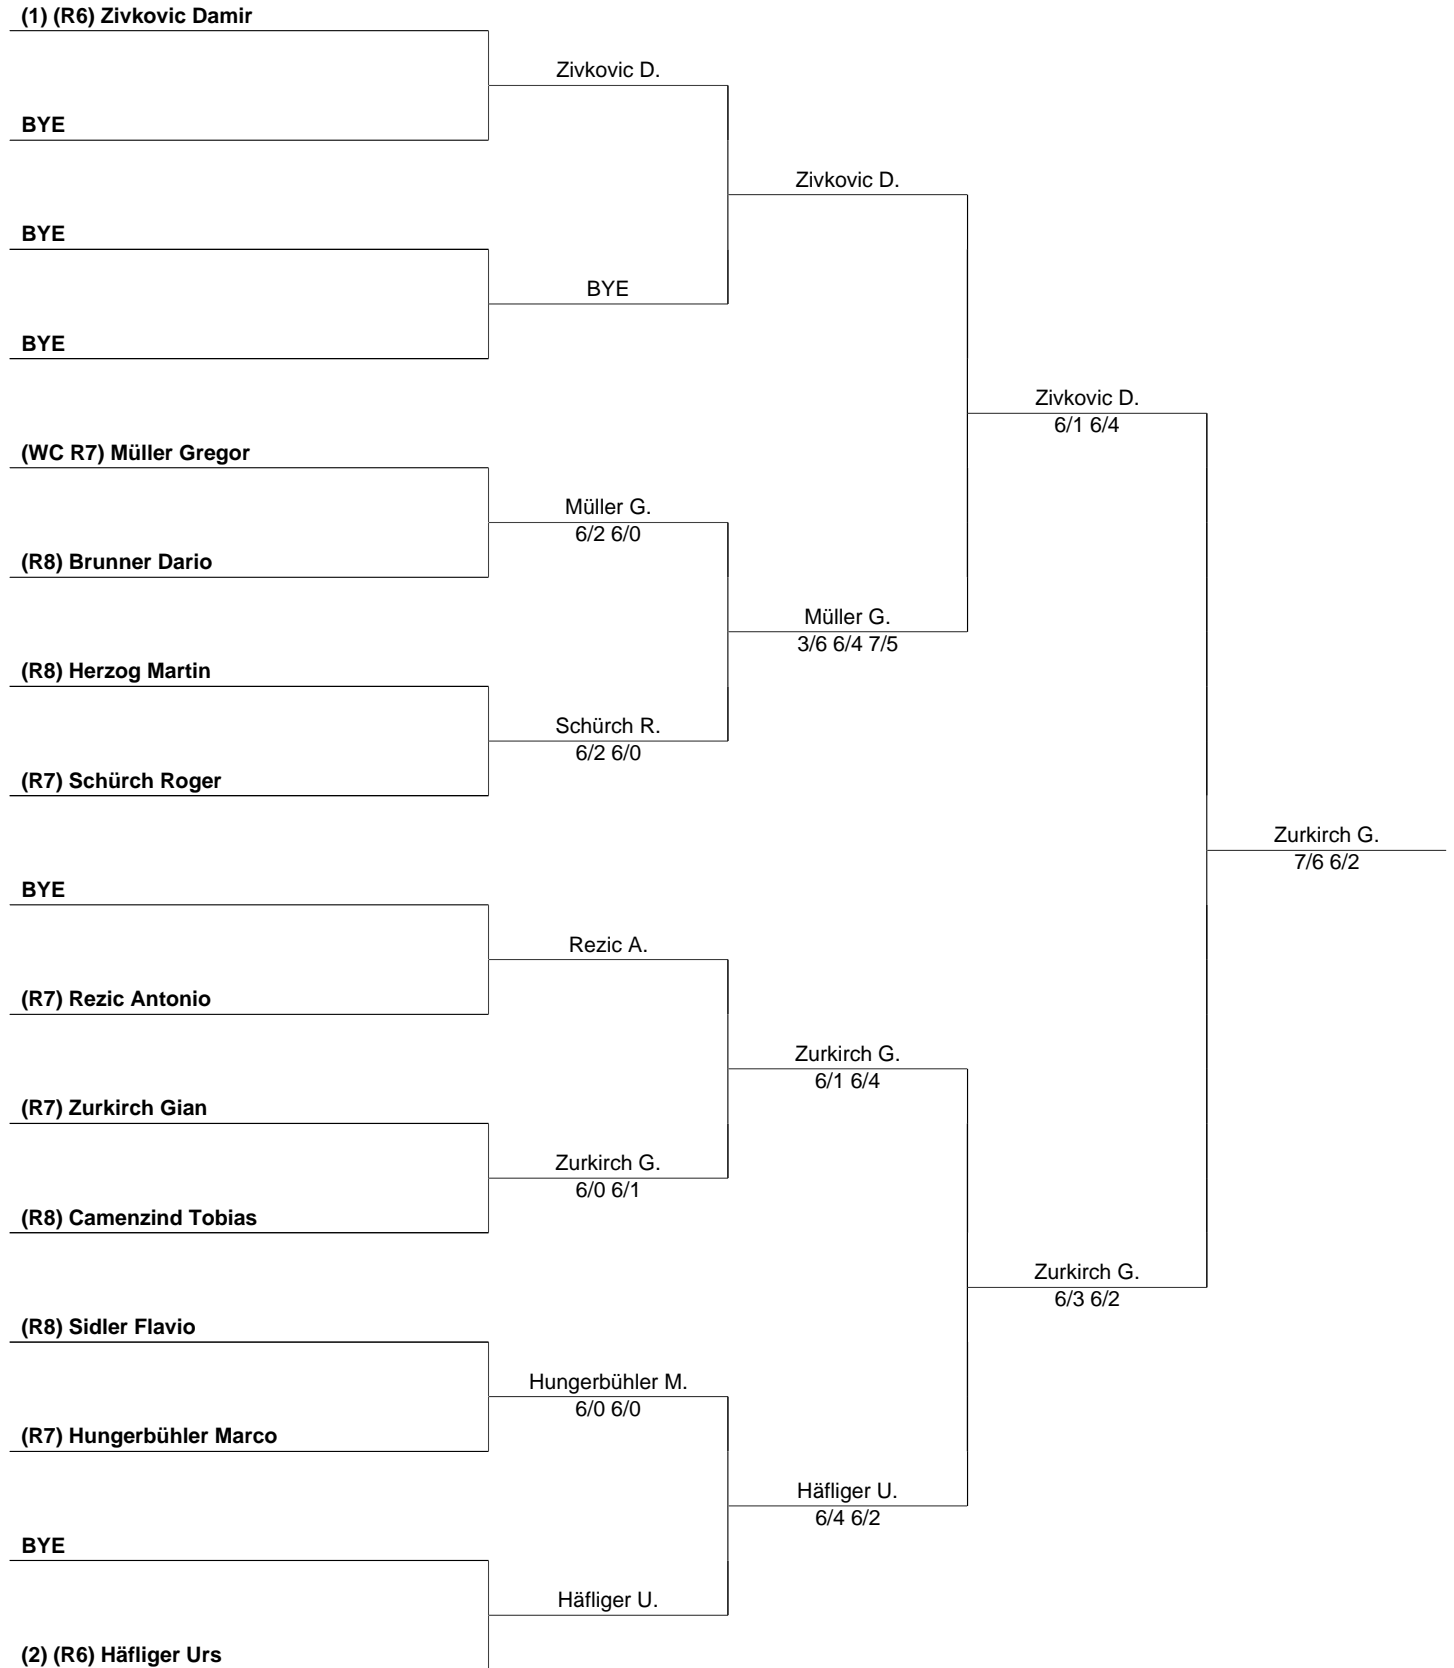 (1) (R6) Zivkovic Damir
Zivkovic D.
BYE
Zivkovic D.
BYE
BYE
BYE
Zivkovic D.
6/1 6/4
(WC R7) Müller Gregor
Müller G.
6/2 6/0
(R8) Brunner Dario
Müller G.
3/6 6/4 7/5
(R8) Herzog Martin
Schürch R.
6/2 6/0
(R7) Schürch Roger
Zurkirch G.
7/6 6/2
BYE
Rezic A.
(R7) Rezic Antonio
Zurkirch G.
6/1 6/4
(R7) Zurkirch Gian
Zurkirch G.
6/0 6/1
(R8) Camenzind Tobias
Zurkirch G.
6/3 6/2
(R8) Sidler Flavio
Hungerbühler M.
6/0 6/0
(R7) Hungerbühler Marco
Häfliger U.
6/4 6/2
BYE
Häfliger U.
(2) (R6) Häfliger Urs